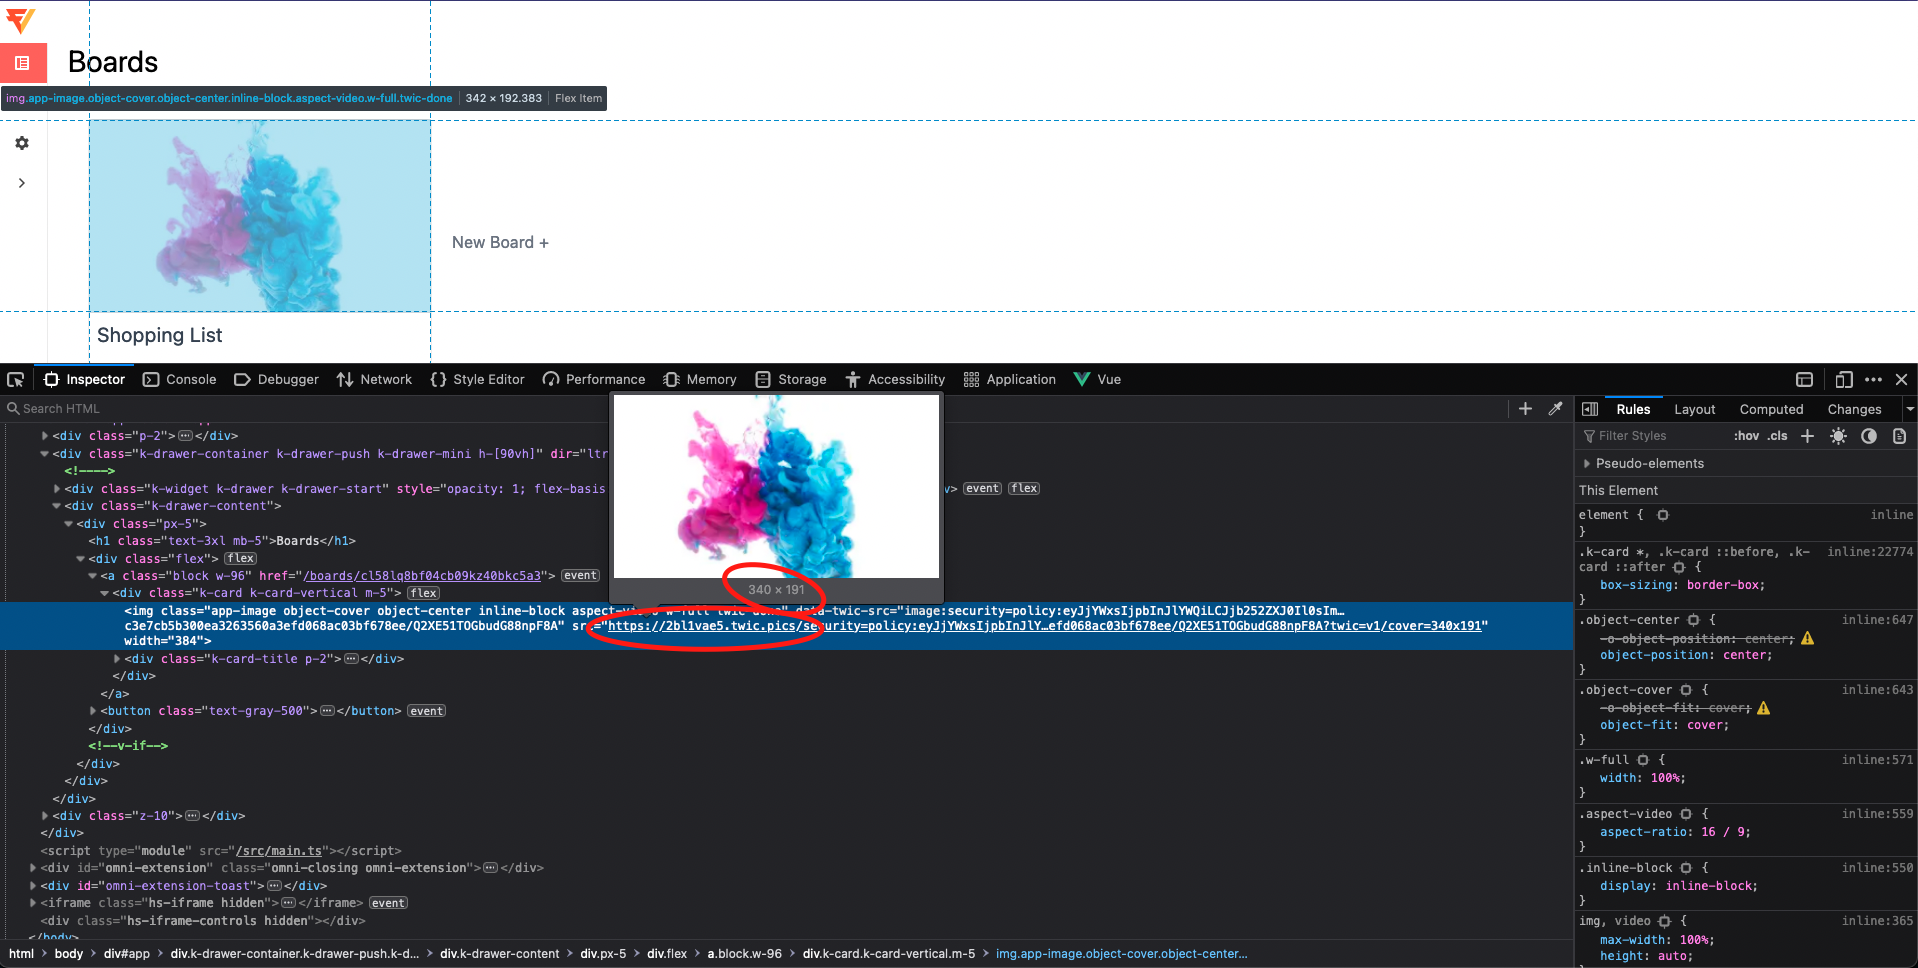 Boards
img.app-image.object-cover.object-center.inline-block.aspect-video.w-full.twic-done 342 × 192.383 Flex Item
New Board +
Shopping List
Inspector Console Debugger Network Style Editor Performance Memory Storage Accessibility Application Vue
Search HTML
<div class="p-2"></div>
<div class="k-drawer-container k-drawer-push k-drawer-mini h-[90vh]" dir="ltr
<!---->
<div class="k-widget k-drawer k-drawer-start" style="opacity: 1; flex-basis
> event flex
<div class="k-drawer-content">
<div class="px-5">
<h1 class="text-3xl mb-5">Boards</h1>
<div class="flex"> flex
<a class="block w-96" href="/boards/cl58lq8bf04cb09kz40bkc5a3"> event
<div class="k-card k-card-vertical m-5"> flex
340 × 191
<img class="app-image object-cover object-center inline-block aspect-video w-full twic-done" data-twic-src="image:security=policy:eyJjYWxsIjpbInJlYWQiLCJjb252ZXJ0Il0sIm…
c3e7cb5b300ea3263560a3efd068ac03bf678ee/Q2XE51TOGbudG88npF8A" src="https://2bl1vae5.twic.pics/security=policy:eyJjYWxsIjpbInJlY…efd068ac03bf678ee/Q2XE51TOGbudG88npF8A?twic=v1/cover=340x191"
width="384">
<div class="k-card-title p-2"></div>
</div>
</a>
<button class="text-gray-500"></button> event
</div>
<!--v-if-->
</div>
</div>
</div>
<div class="z-10"></div>
</div>
<script type="module" src="/src/main.ts"></script>
<div id="omni-extension" class="omni-closing omni-extension"></div>
<div id="omni-extension-toast"></div>
<iframe class="hs-iframe hidden"></iframe> event
<div class="hs-iframe-controls hidden"></div>
</body>
html body div#app div.k-drawer-container.k-drawer-push.k-d... div.k-drawer-content div.px-5 div.flex a.block.w-96 div.k-card.k-card-vertical.m-5 img.app-image.object-cover.object-center...
Rules Layout Computed Changes
Filter Styles :hov .cls +
Pseudo-elements
This Element
element { inline
}
.k-card *, .k-card ::before, .k- inline:22774
card ::after {
box-sizing: border-box;
}
.object-center { inline:647
-o-object-position: center;
object-position: center;
}
.object-cover { inline:643
-o-object-fit: cover;
object-fit: cover;
}
.w-full { inline:571
width: 100%;
}
.aspect-video { inline:559
aspect-ratio: 16 / 9;
}
.inline-block { inline:550
display: inline-block;
}
img, video { inline:365
max-width: 100%;
height: auto;